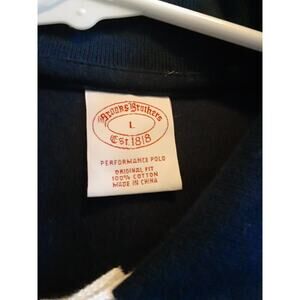 Brooks Brothers
L
Est. 1818
PERFORMANCE POLO
ORIGINAL FIT
100% COTTON
MADE IN CHINA